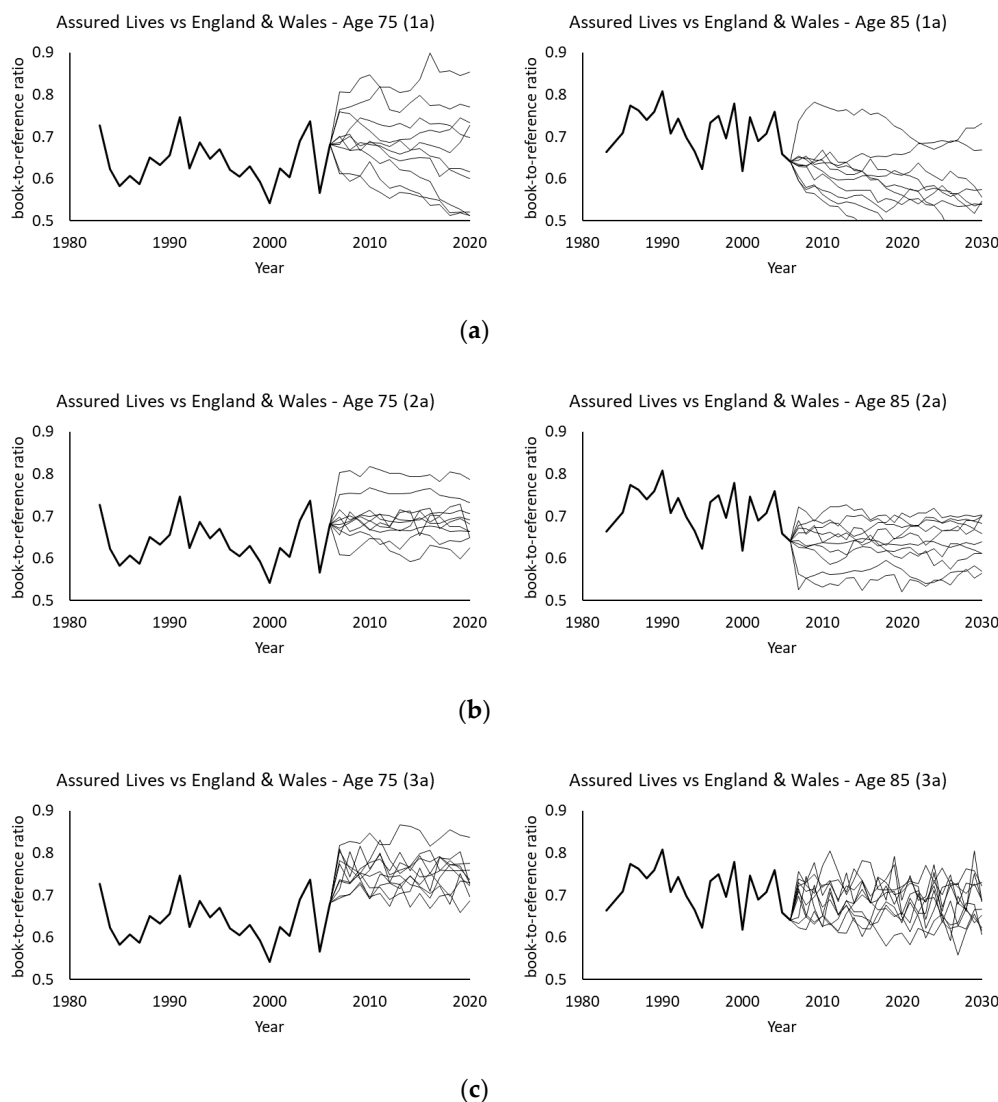 Assured Lives vs England & Wales - Age 75 (1a)
book-to-reference ratio
0.9
0.8
0.7
0.6
0.5
1980 1990 2000 2010 2020
Year
Assured Lives vs England & Wales - Age 85 (1a)
book-to-reference ratio
0.9
0.8
0.7
0.6
0.5
1980 1990 2000 2010 2020 2030
Year
(a)
Assured Lives vs England & Wales - Age 75 (2a)
book-to-reference ratio
0.9
0.8
0.7
0.6
0.5
1980 1990 2000 2010 2020
Year
Assured Lives vs England & Wales - Age 85 (2a)
book-to-reference ratio
0.9
0.8
0.7
0.6
0.5
1980 1990 2000 2010 2020 2030
Year
(b)
Assured Lives vs England & Wales - Age 75 (3a)
book-to-reference ratio
0.9
0.8
0.7
0.6
0.5
1980 1990 2000 2010 2020
Year
Assured Lives vs England & Wales - Age 85 (3a)
book-to-reference ratio
0.9
0.8
0.7
0.6
0.5
1980 1990 2000 2010 2020 2030
Year
(c)